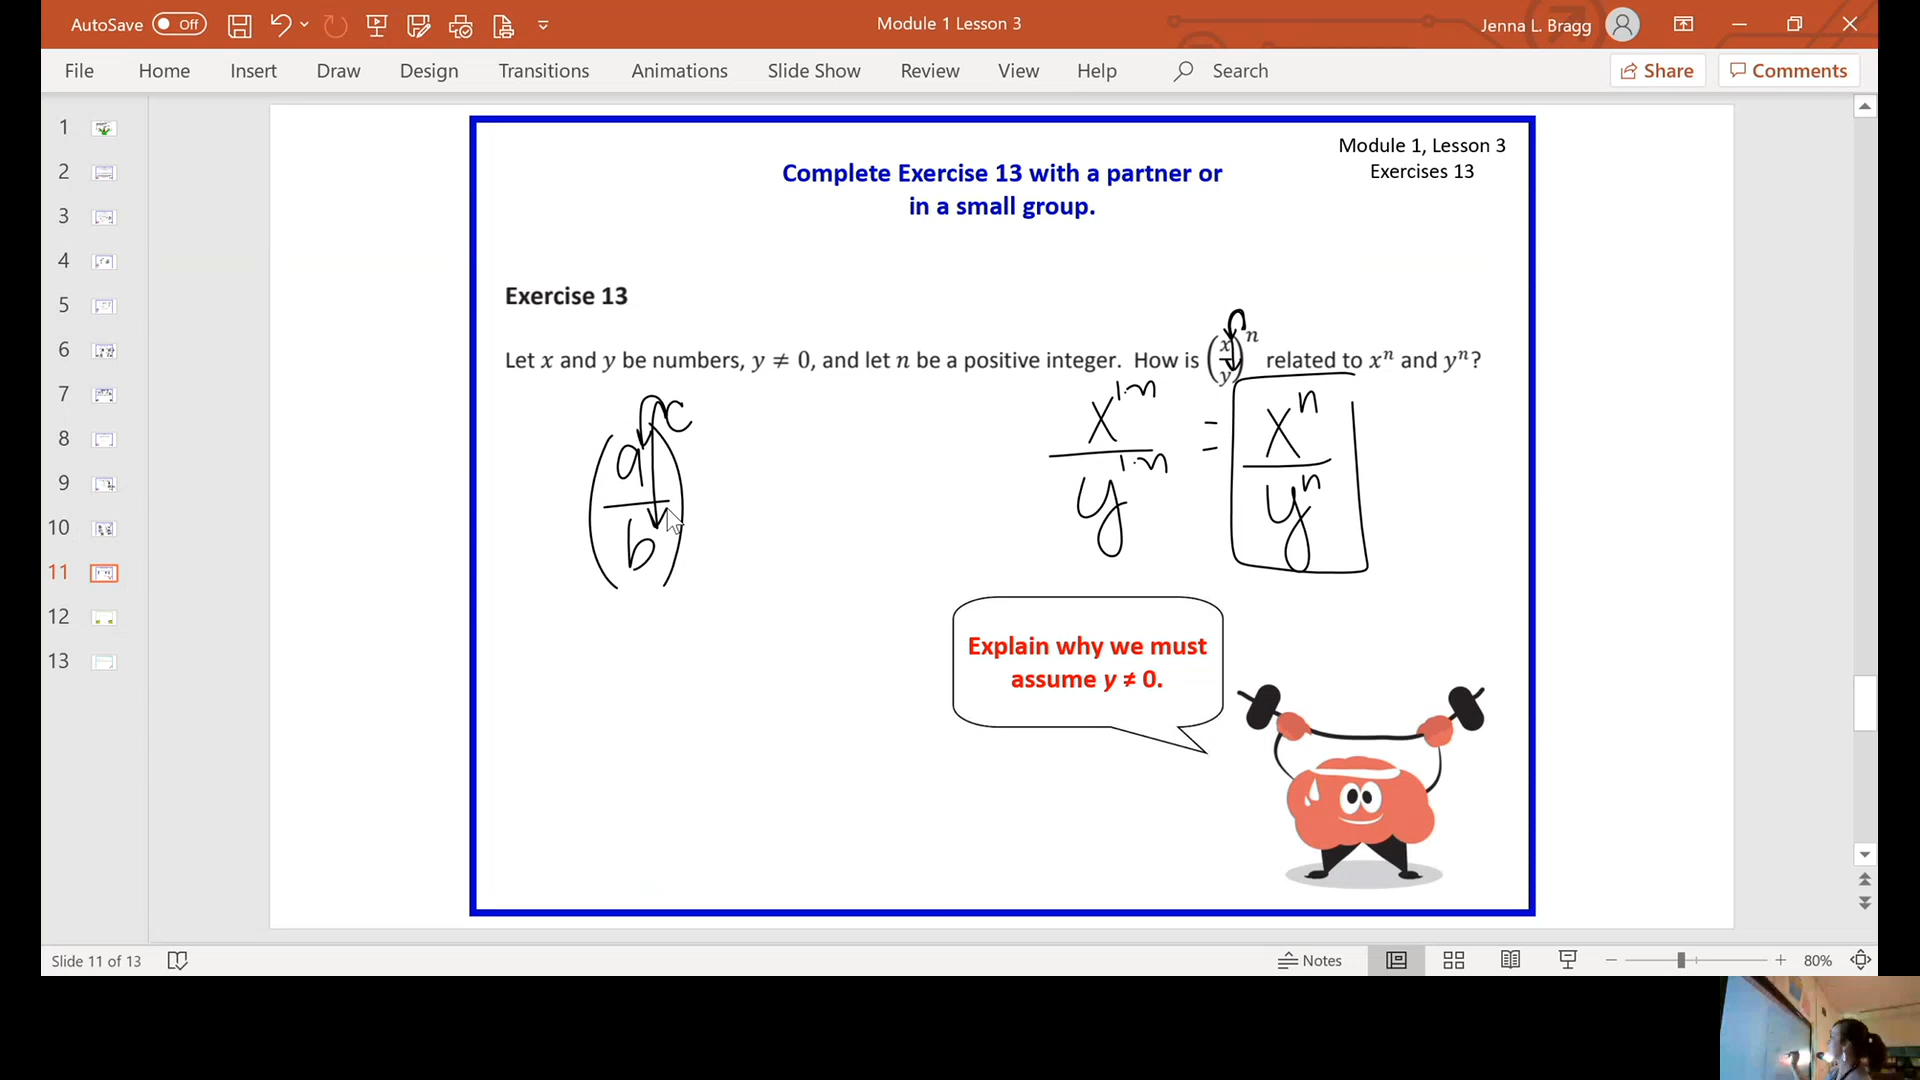 AutoSave Off Module 1 Lesson 3 Jenna L. Bragg
File Home Insert Draw Design Transitions Animations Slide Show Review View Help Search Share Comments
1
2
3
4
5
6
7
8
9
10
11
12
13
Module 1, Lesson 3
Exercises 13
Complete Exercise 13 with a partner or
in a small group.
Exercise 13
Let x and y be numbers, y ≠ 0, and let n be a positive integer. How is (x/y)ⁿ related to xⁿ and yⁿ?
(a/b)^c
x^(1·n)/y^(1·n) = xⁿ/yⁿ
Explain why we must
assume y ≠ 0.
Slide 11 of 13 Notes 80%